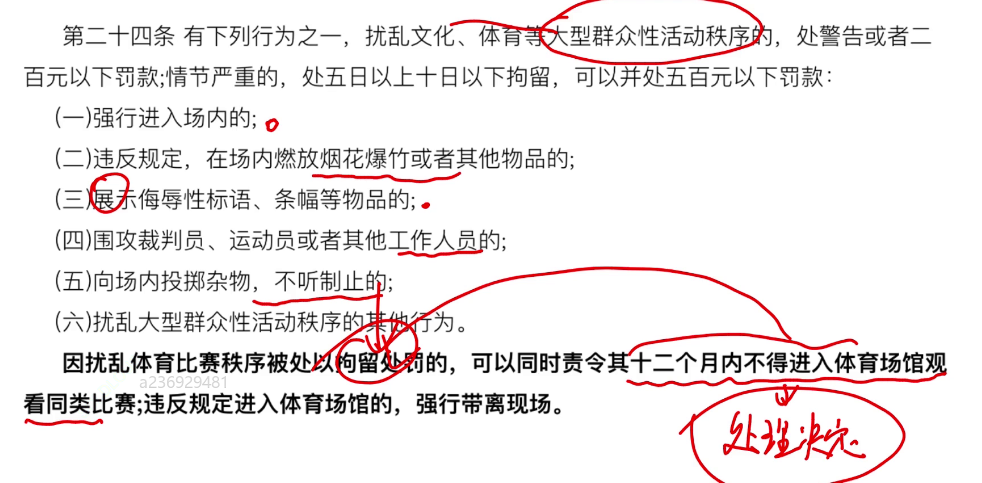 第二十四条 有下列行为之一，扰乱文化、体育等大型群众性活动秩序的，处警告或者二
百元以下罚款;情节严重的，处五日以上十日以下拘留，可以并处五百元以下罚款：
(一)强行进入场内的;
(二)违反规定，在场内燃放烟花爆竹或者其他物品的;
(三)展示侮辱性标语、条幅等物品的;
(四)围攻裁判员、运动员或者其他工作人员的;
(五)向场内投掷杂物，不听制止的;
(六)扰乱大型群众性活动秩序的其他行为。
因扰乱体育比赛秩序被处以拘留处罚的，可以同时责令其十二个月内不得进入体育场馆观
a236929481
看同类比赛;违反规定进入体育场馆的，强行带离现场。
处理决定